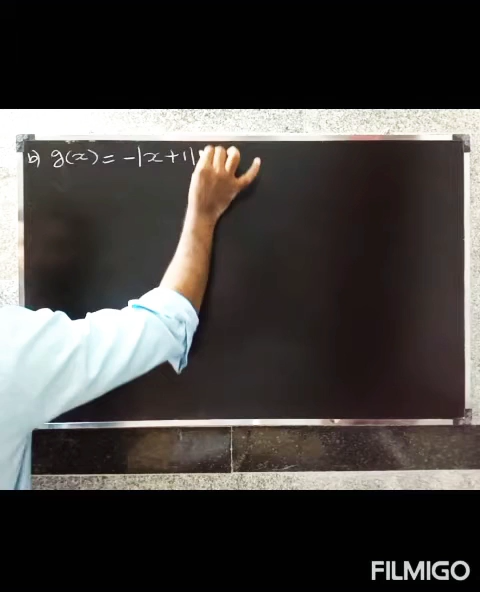 b) g(x) = -|x+1|
FILMIGO